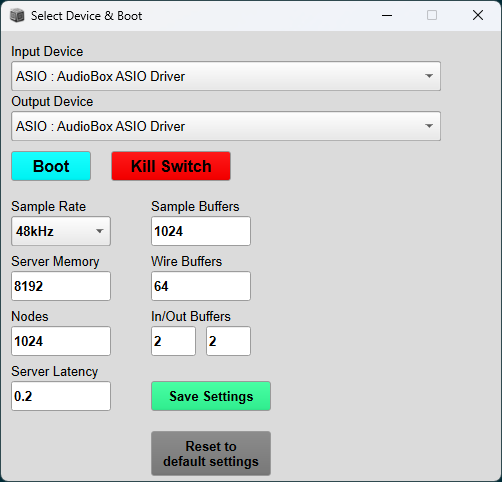 Select Device & Boot
Input Device
ASIO : AudioBox ASIO Driver
Output Device
ASIO : AudioBox ASIO Driver
Boot
Kill Switch
Sample Rate
Sample Buffers
48kHz
1024
Server Memory
Wire Buffers
8192
64
Nodes
In/Out Buffers
1024
2
2
Server Latency
0.2
Save Settings
Reset to
default settings